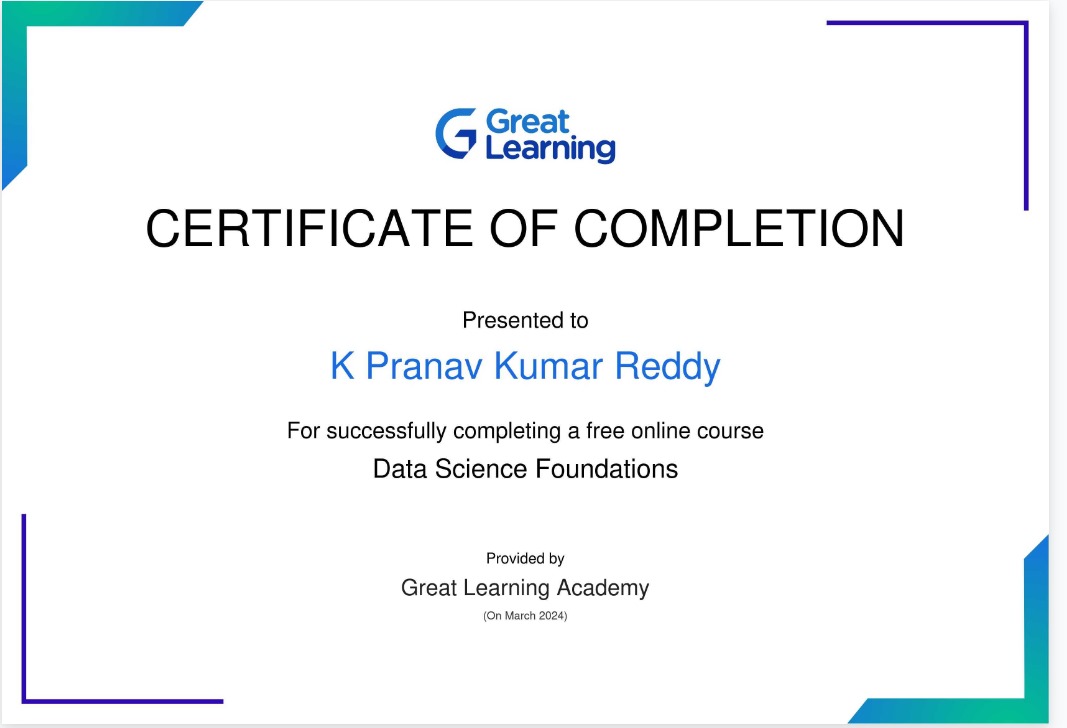 Great
Learning
CERTIFICATE OF COMPLETION
Presented to
K Pranav Kumar Reddy
For successfully completing a free online course
Data Science Foundations
Provided by
Great Learning Academy
(On March 2024)